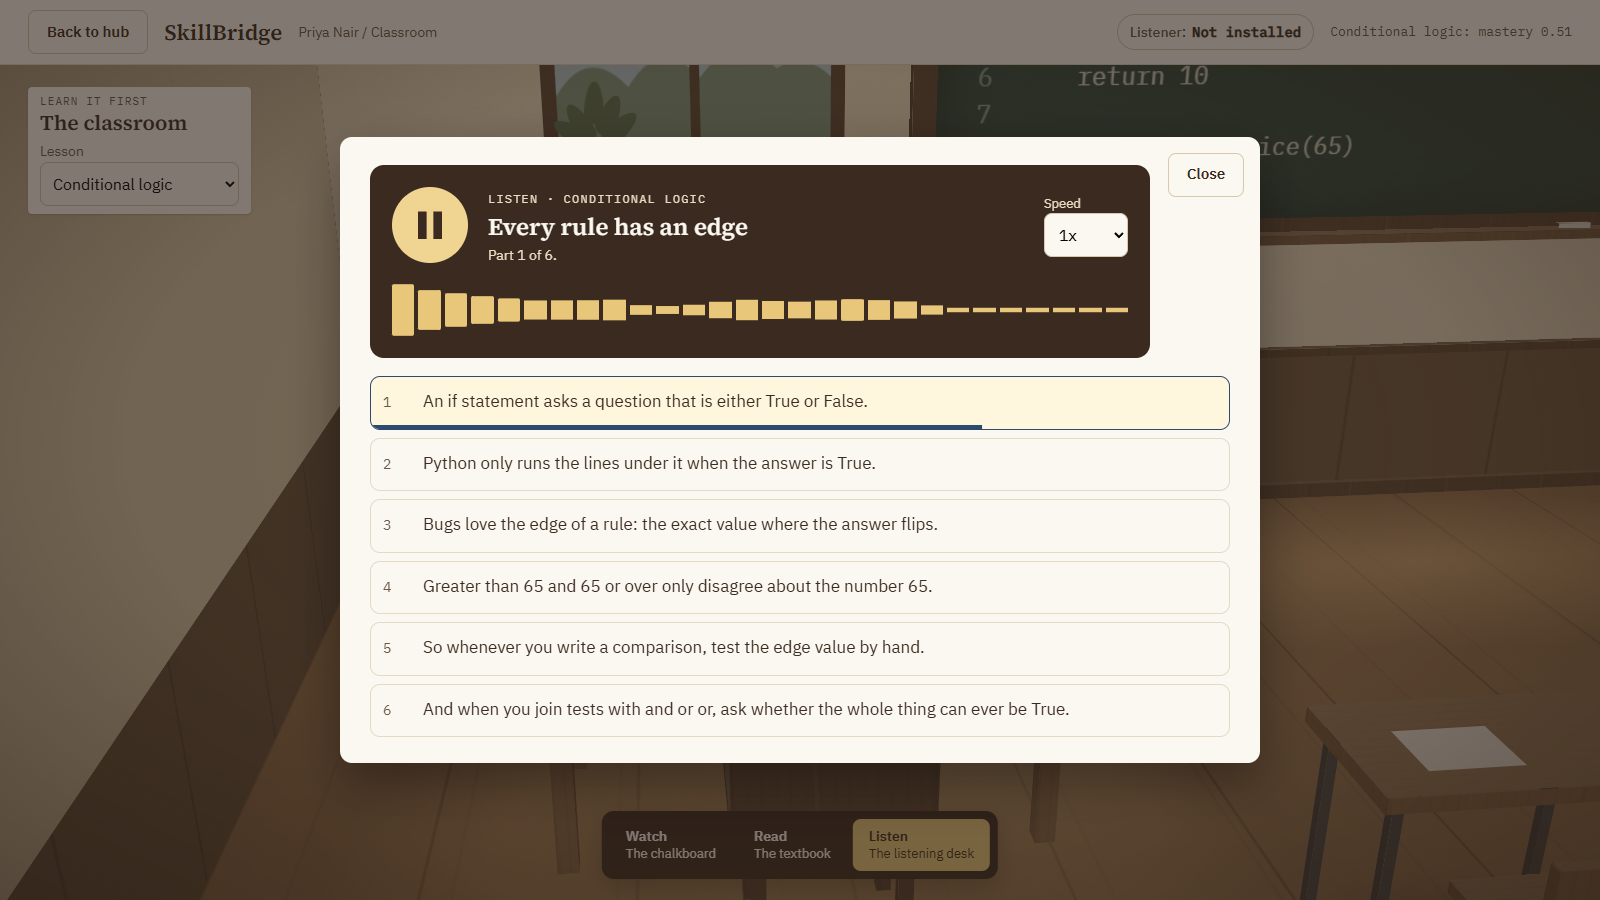 Back to hub
SkillBridge
Priya Nair / Classroom
Listener: Not installed
Conditional logic: mastery 0.51
LEARN IT FIRST
The classroom
Lesson
Conditional logic
6 return 10
7
ice(65)
Close
LISTEN · CONDITIONAL LOGIC
Every rule has an edge
Part 1 of 6.
Speed
1x
1 An if statement asks a question that is either True or False.
2 Python only runs the lines under it when the answer is True.
3 Bugs love the edge of a rule: the exact value where the answer flips.
4 Greater than 65 and 65 or over only disagree about the number 65.
5 So whenever you write a comparison, test the edge value by hand.
6 And when you join tests with and or or, ask whether the whole thing can ever be True.
Watch
The chalkboard
Read
The textbook
Listen
The listening desk